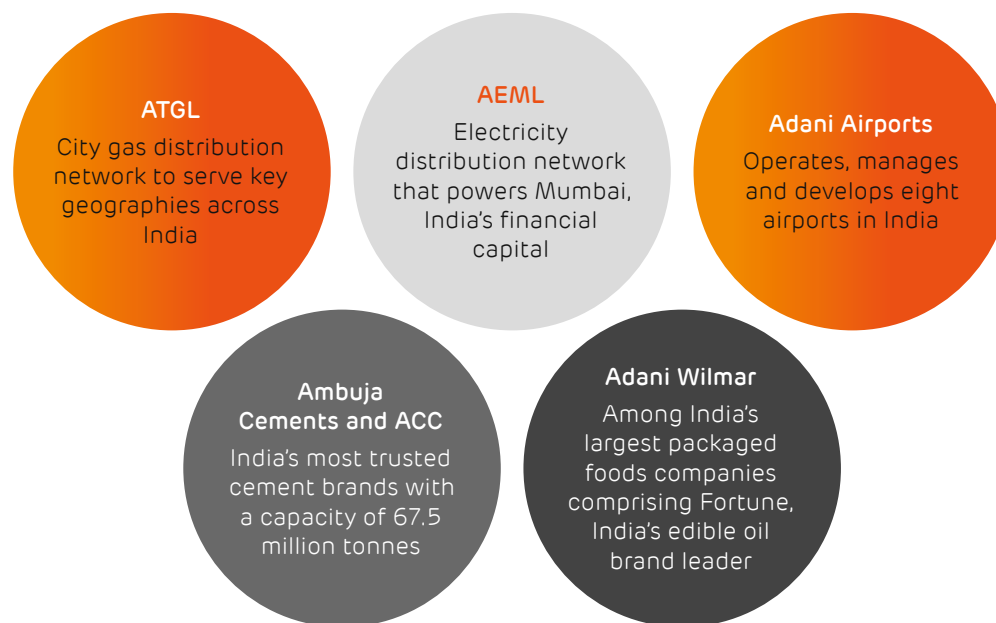 ATGL
City gas distribution
network to serve key
geographies across
India
AEML
Electricity
distribution network
that powers Mumbai,
India's financial
capital
Adani Airports
Operates, manages
and develops eight
airports in India
Ambuja
Cements and ACC
India's most trusted
cement brands with
a capacity of 67.5
million tonnes
Adani Wilmar
Among India's
largest packaged
foods companies
comprising Fortune,
India's edible oil
brand leader